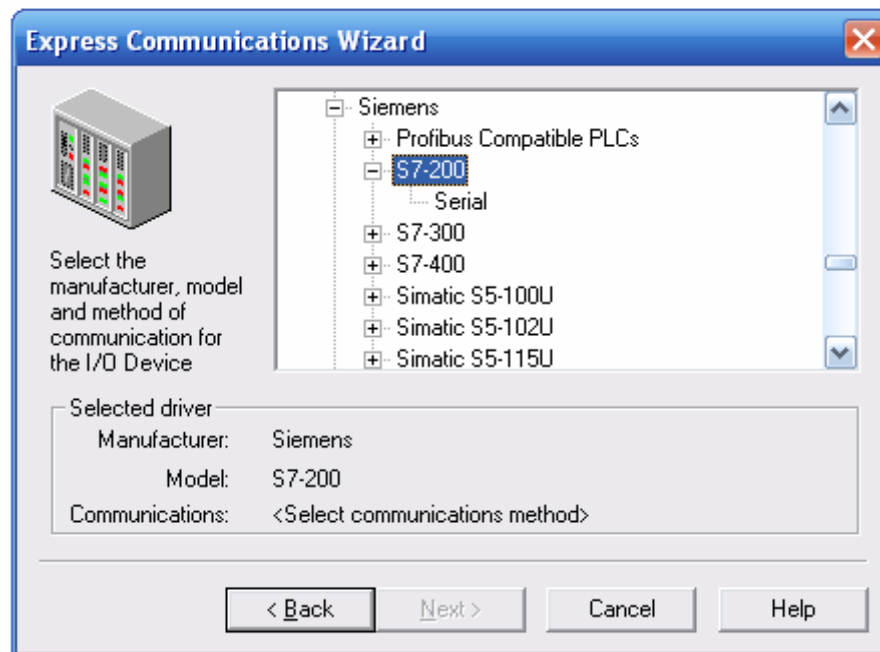 Express Communications Wizard
Siemens
Profibus Compatible PLCs
S7-200
Serial
S7-300
S7-400
Simatic S5-100U
Simatic S5-102U
Simatic S5-115U
Select the
manufacturer, model
and method of
communication for
the I/O Device
Selected driver
Manufacturer: Siemens
Model: S7-200
Communications: <Select communications method>
< Back Next > Cancel Help